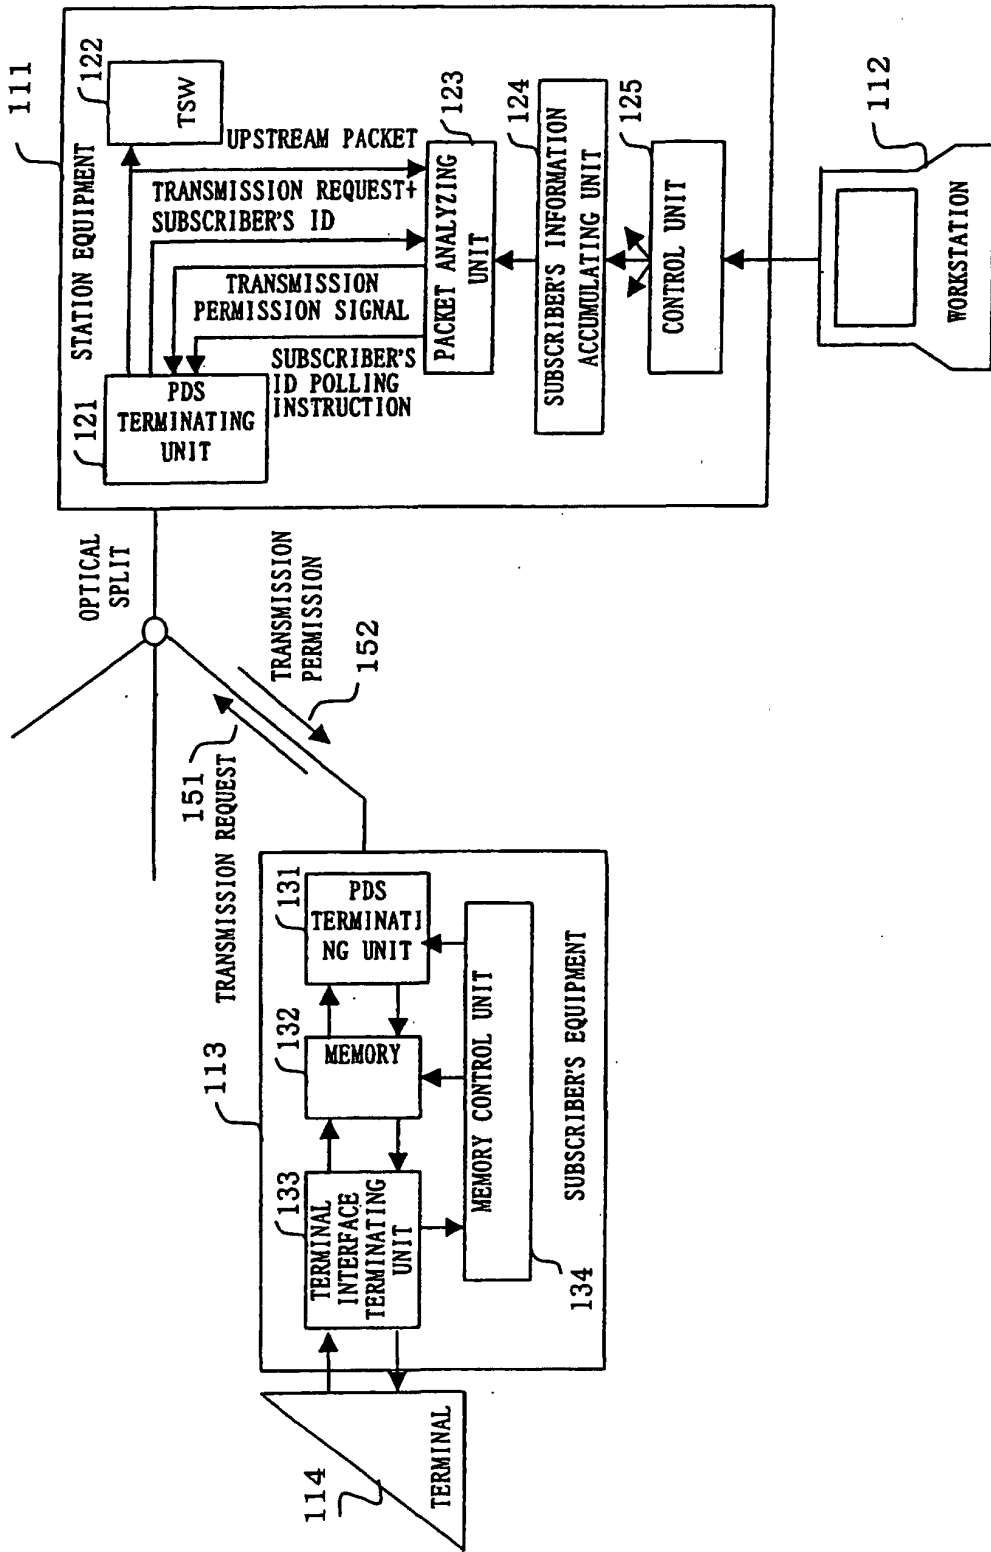 111
STATION EQUIPMENT
122
TSW
UPSTREAM PACKET
TRANSMISSION REQUEST+
SUBSCRIBER'S ID
TRANSMISSION
PERMISSION SIGNAL
SUBSCRIBER'S
ID POLLING
INSTRUCTION
121
PDS
TERMINATING
UNIT
123
PACKET ANALYZING
UNIT
124
SUBSCRIBER'S INFORMATION
ACCUMULATING UNIT
125
CONTROL UNIT
112
WORKSTATION
OPTICAL
SPLIT
TRANSMISSION
PERMISSION
152
151
TRANSMISSION REQUEST
113
131
PDS
TERMINATI
NG UNIT
132
MEMORY
133
TERMINAL
INTERFACE
TERMINATING
UNIT
MEMORY CONTROL UNIT
134
SUBSCRIBER'S EQUIPMENT
114
TERMINAL